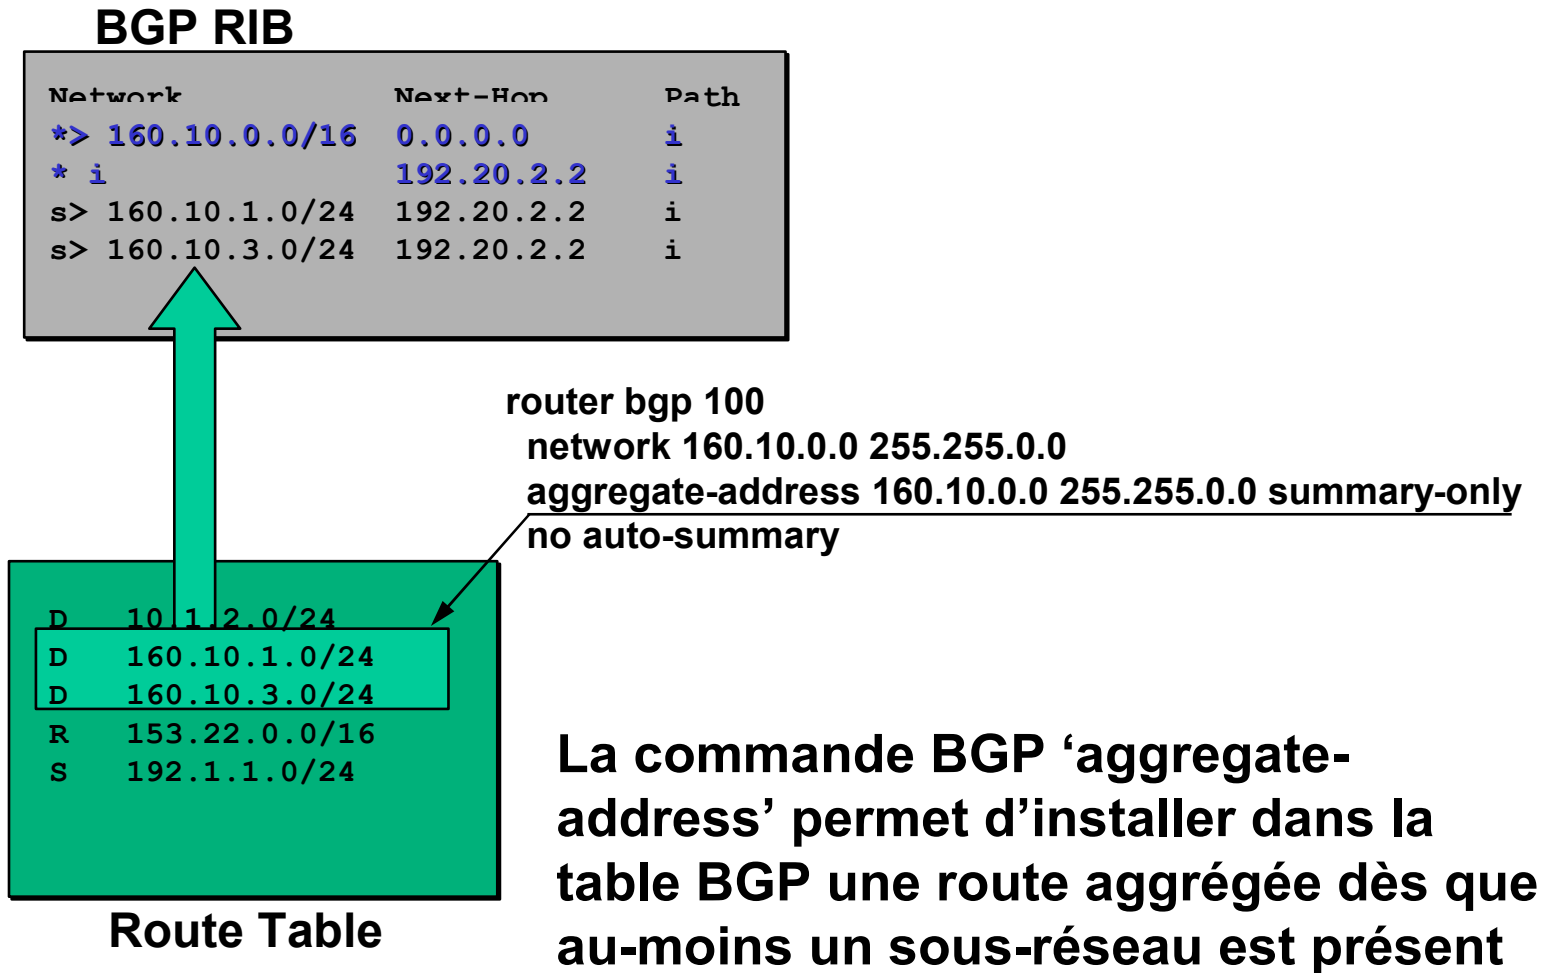 BGP RIB
Network Next-Hop Path
*> 160.10.0.0/16 0.0.0.0 i
* i 192.20.2.2 i
s> 160.10.1.0/24 192.20.2.2 i
s> 160.10.3.0/24 192.20.2.2 i
router bgp 100
network 160.10.0.0 255.255.0.0
aggregate-address 160.10.0.0 255.255.0.0 summary-only
no auto-summary
D 10.1.2.0/24
D 160.10.1.0/24
D 160.10.3.0/24
R 153.22.0.0/16
S 192.1.1.0/24
Route Table
La commande BGP ‘aggregate-
address’ permet d’installer dans la
table BGP une route aggrégée dès que
au-moins un sous-réseau est présent